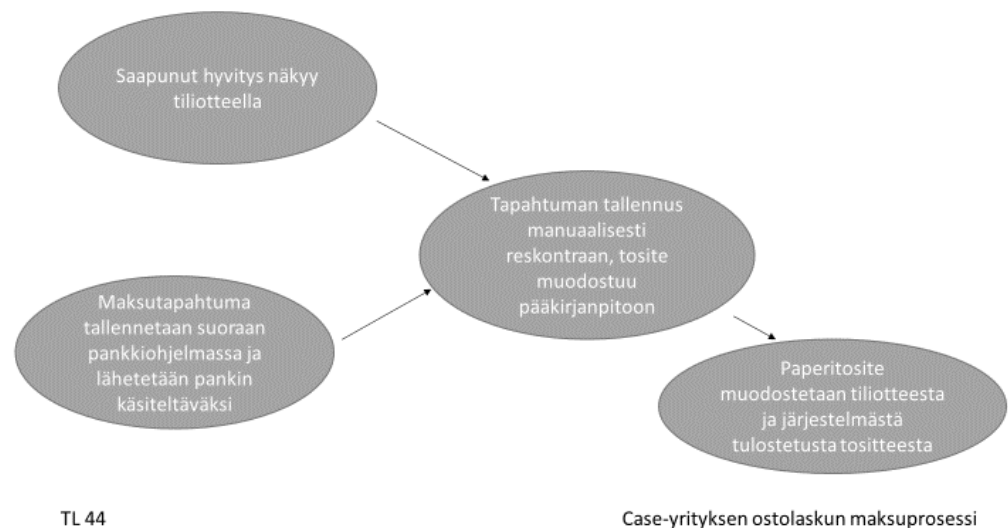 Saapunut hyvitys näkyy
tiliotteella
Tapahtuman tallennus
manuaalisesti
reskontraan, tosite
muodostuu
pääkirjanpitoon
Maksutapahtuma
tallennetaan suoraan
pankkiohjelmassa ja
lähetetään pankin
käsiteltäväksi
Paperitosite
muodostetaan tiliotteesta
ja järjestelmästä
tulostetusta tositteesta
TL 44
Case-yrityksen ostolaskun maksuprosessi